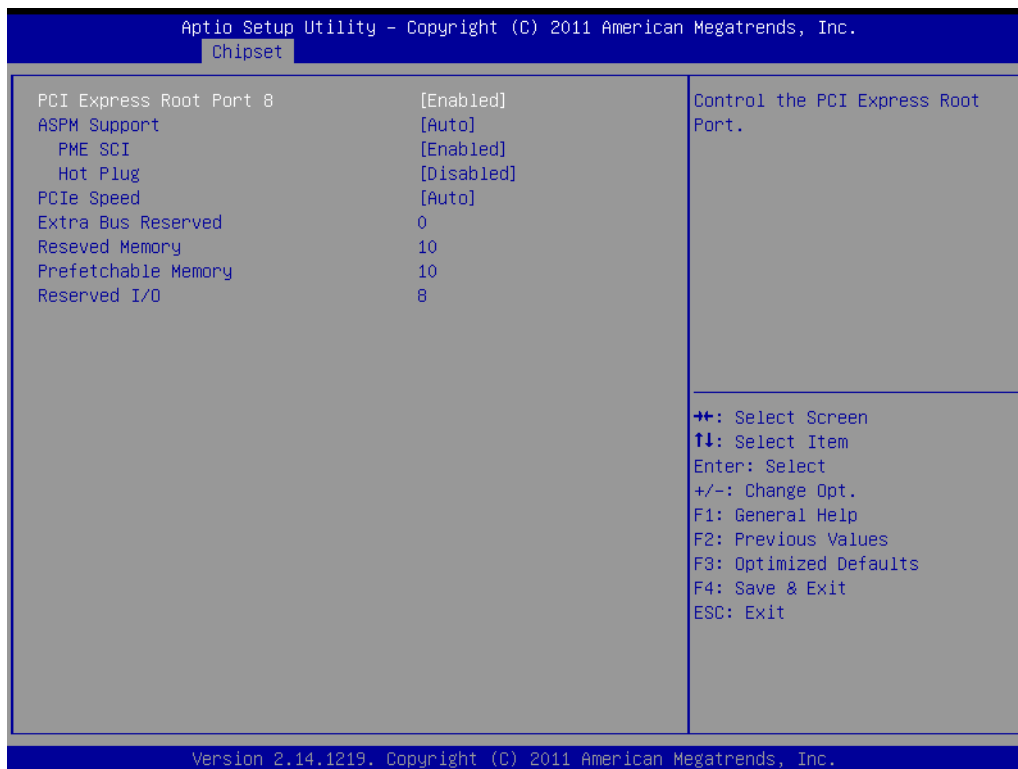 Aptio Setup Utility – Copyright (C) 2011 American Megatrends, Inc.
Chipset
PCI Express Root Port 8 [Enabled]
ASPM Support [Auto]
PME SCI [Enabled]
Hot Plug [Disabled]
PCIe Speed [Auto]
Extra Bus Reserved 0
Reseved Memory 10
Prefetchable Memory 10
Reserved I/O 8
Control the PCI Express Root
Port.
→←: Select Screen
↑↓: Select Item
Enter: Select
+/-: Change Opt.
F1: General Help
F2: Previous Values
F3: Optimized Defaults
F4: Save & Exit
ESC: Exit
Version 2.14.1219. Copyright (C) 2011 American Megatrends, Inc.